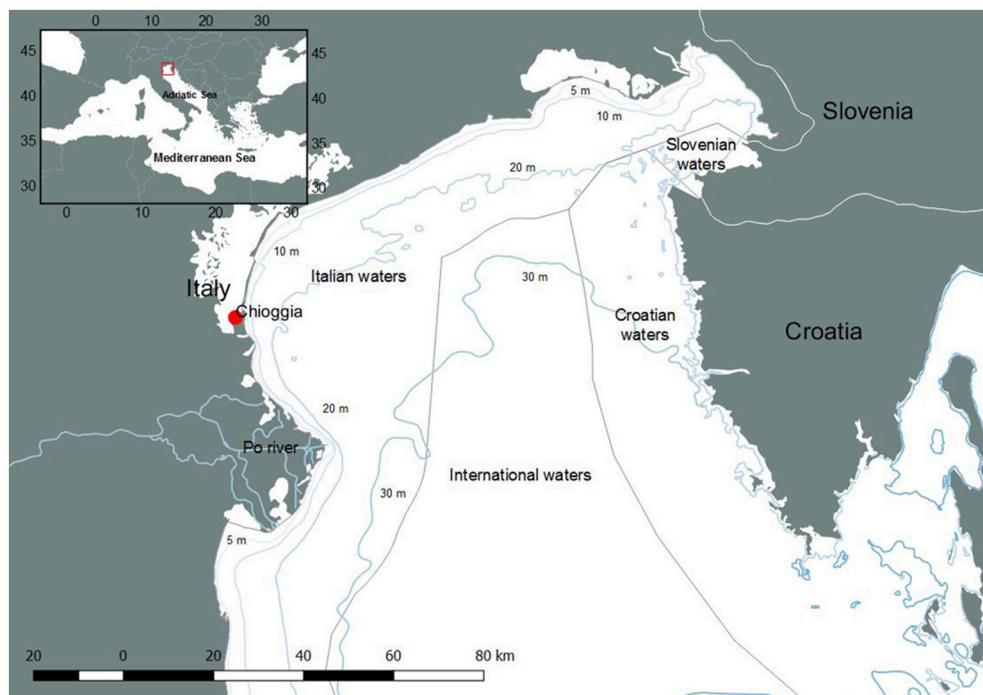 0 10 20 30
45
40
35
30
45
40
35
30
Adriatic Sea
Mediterranean Sea
0 10 20 30
5 m
10 m
Slovenia
Slovenian
waters
20 m
10 m
Italian waters
30 m
Italy
Chioggia
Croatian
waters
Croatia
20 m
Po river
International waters
30 m
5 m
20 0 20 40 60 80 km